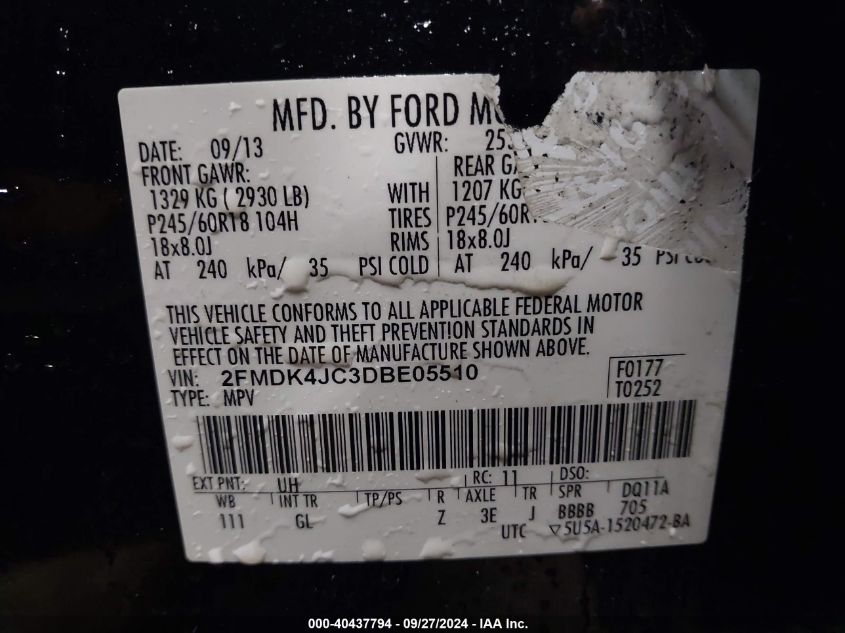 MFD. BY FORD
DATE: 09/13 GVWR:
FRONT GAWR: REAR
1329 KG ( 2930 LB) WITH 1207 KG
P245/60R18 104H TIRES P245/60R
18x8.0J RIMS 18x8.0J
AT 240 kPa/ 35 PSI COLD AT 240 kPa/ 35 PSI
THIS VEHICLE CONFORMS TO ALL APPLICABLE FEDERAL MOTOR
VEHICLE SAFETY AND THEFT PREVENTION STANDARDS IN
EFFECT ON THE DATE OF MANUFACTURE SHOWN ABOVE.
VIN: 2FMDK4JC3DBE05510 F0177
TYPE: MPV T0252
EXT PNT: UH RC: 11 DSO:
WB INT TR TP/PS R AXLE TR SPR DQ11A
111 GL Z 3E J BBBB 705
UTC ▽5U5A-1520472-BA
000-40437794 - 09/27/2024 - IAA Inc.